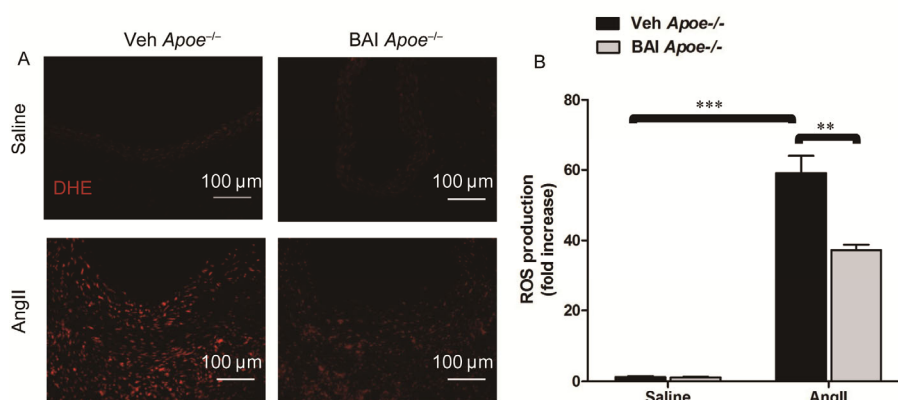 A
Veh Apoe–/–
BAI Apoe–/–
Saline
DHE
100 µm
100 µm
AngII
100 µm
100 µm
B
Veh Apoe-/-
BAI Apoe-/-
ROS production
(fold increase)
80
60
40
20
0
***
**
Saline
AngII